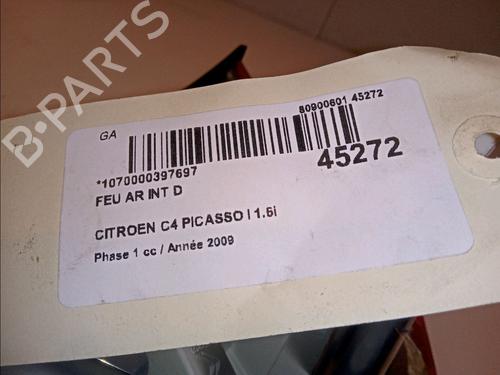 B-PARTS
GA
80900601 45272
*1070000397697
45272
FEU AR INT D
CITROEN C4 PICASSO I 1.6i
Phase 1 cc / Année 2009